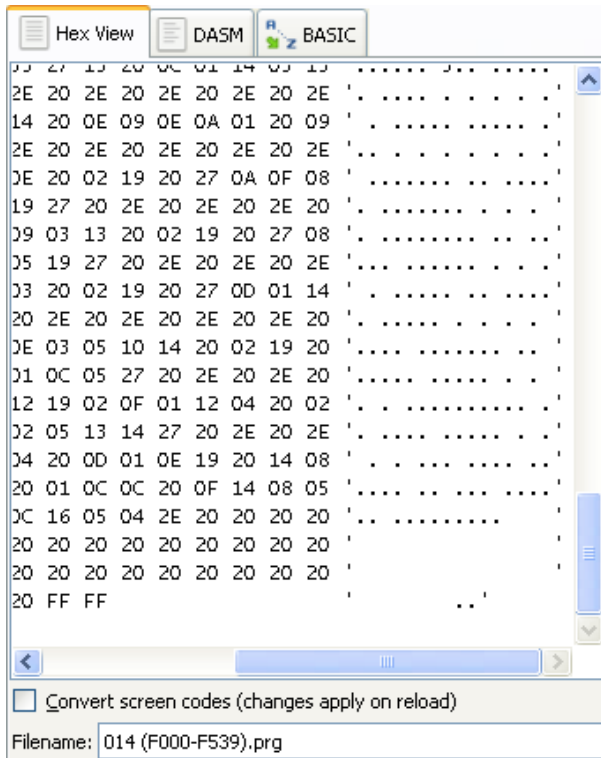 Hex View DASM BASIC
2E 20 2E 20 2E 20 2E 20 2E '. . . . . . . .'
14 20 0E 09 0E 0A 01 20 09 '. . ..... ..... .'
2E 20 2E 20 2E 20 2E 20 2E '.. . . . . . . .'
0E 20 02 19 20 27 0A 0F 08 '. ....... .. ....'
19 27 20 2E 20 2E 20 2E 20 '. ....... . . . '
09 03 13 20 02 19 20 27 08 '. . ....... .. ..'
05 19 27 20 2E 20 2E 20 2E '... ...... . . .'
03 20 02 19 20 27 0D 01 14 '. . ...... .. ....'
20 2E 20 2E 20 2E 20 2E 20 '. ...... . . . . '
0E 03 05 10 14 20 02 19 20 '.... ........ .. '
01 0C 05 27 20 2E 20 2E 20 '.... ....... . . '
12 19 02 0F 01 12 04 20 02 '. . .......... .'
02 05 13 14 27 20 2E 20 2E '. .... ...... . .'
04 20 0D 01 0E 19 20 14 08 '. . . .... .... ..'
20 01 0C 0C 20 0F 14 08 05 '.... .. ... ....'
0C 16 05 04 2E 20 20 20 20 '.. ......... '
20 20 20 20 20 20 20 20 20 ' '
20 20 20 20 20 20 20 20 20 ' '
20 FF FF ' ..'
Convert screen codes (changes apply on reload)
Filename: 014 (F000-F539).prg